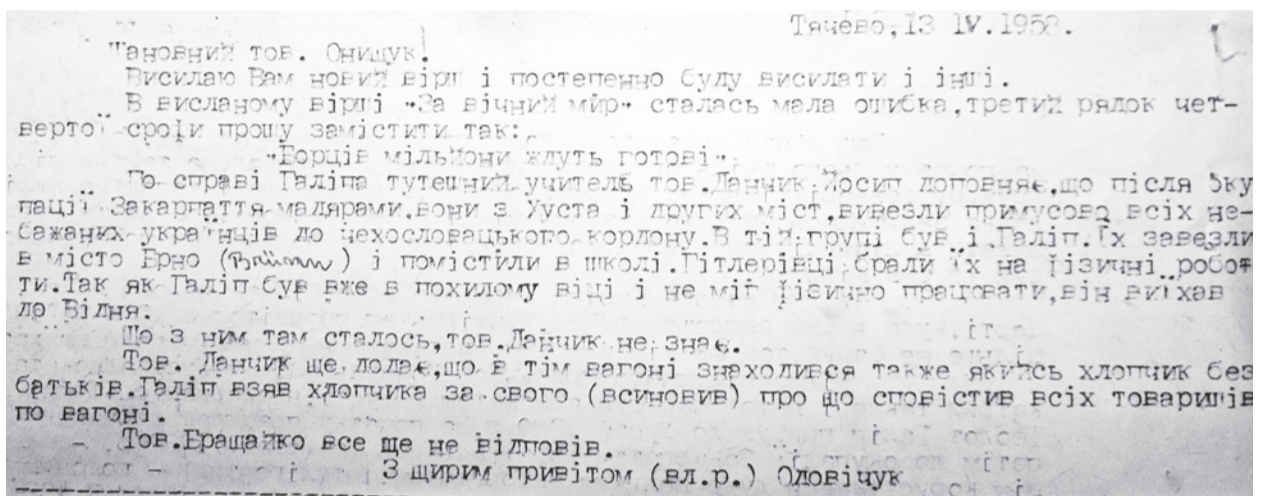 Тячево, 13 IV.1958.
Шановний тов. Онищук!
Висилаю Вам новий вірш і постепенно буду висилати і інші.
В висланому вірші "За вічний мир" сталась мала ошибка,третий рядок чет-
вертої строфи прошу замістити так:
"Борців мільйони ждуть готові".
По справі Галіпа тутешний учитель тов.Данчик Йосип доповняє,що після Оку
пації Закарпаття мадярами,вони з Хуста і других міст,вивезли примусово всіх не-
бажаних українців до чехословацького кордону.В тій групі був і Галіп.Їх завезли
в місто Брно (Brünn) і помістили в школі.Гітлерівці брали їх на фізичні робот
ти.Так як Галіп був вже в похилому віці і не міг фізично працювати,він виїхав
до Відня.
Що з ним там сталось,тов.Данчик не знає.
Тов. Данчик ще додає,що в тім вагоні знаходився также якийсь хлопчик без
батьків.Галіп взяв хлопчика за свого (всиновив) про що сповістив всіх товаришів
по вагоні.
- Тов.Бращайко все ще не відповів.
З щирим привітом (вл.р.) Одовічук